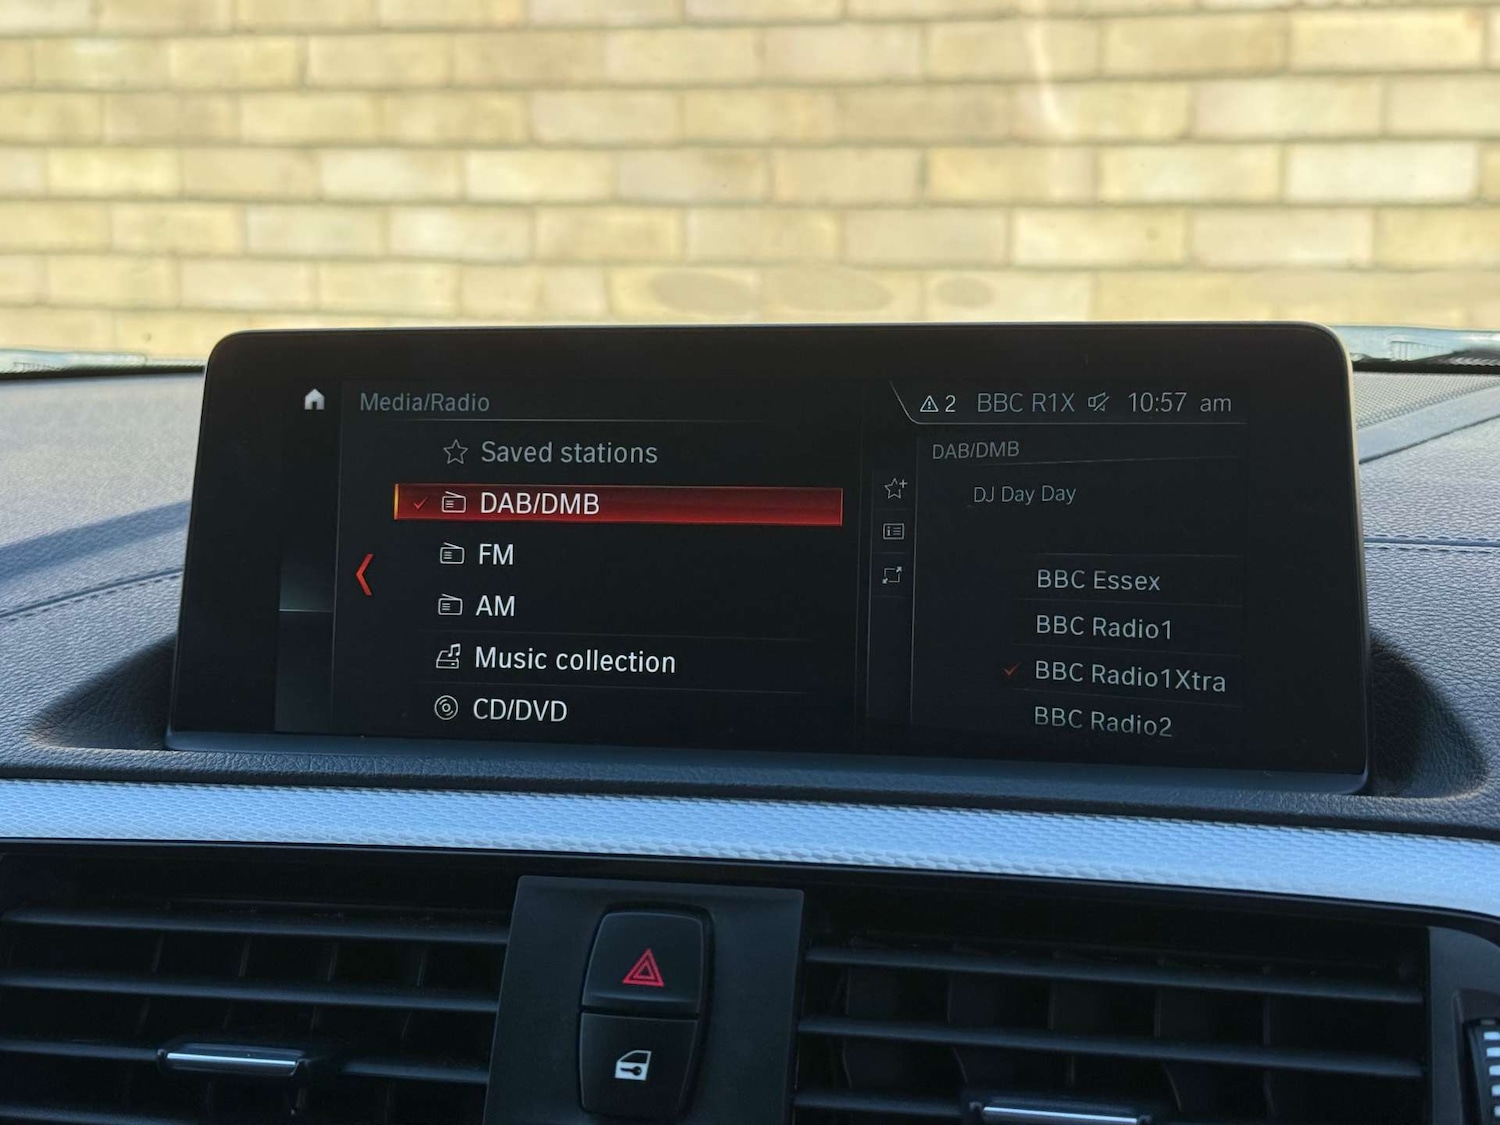 Media/Radio
2 BBC R1X 10:57 am
Saved stations
DAB/DMB
FM
AM
Music collection
CD/DVD
DAB/DMB
DJ Day Day
BBC Essex
BBC Radio1
BBC Radio1Xtra
BBC Radio2